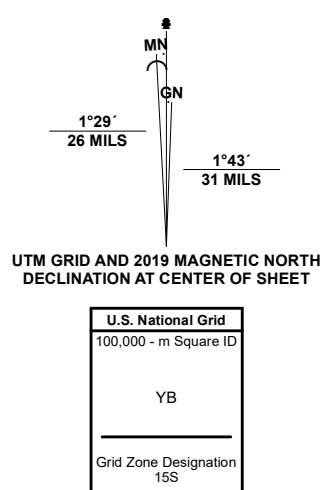 MN
GN
1°29´
26 MILS
1°43´
31 MILS
UTM GRID AND 2019 MAGNETIC NORTH
DECLINATION AT CENTER OF SHEET
U.S. National Grid
100,000 - m Square ID
YB
Grid Zone Designation
15S